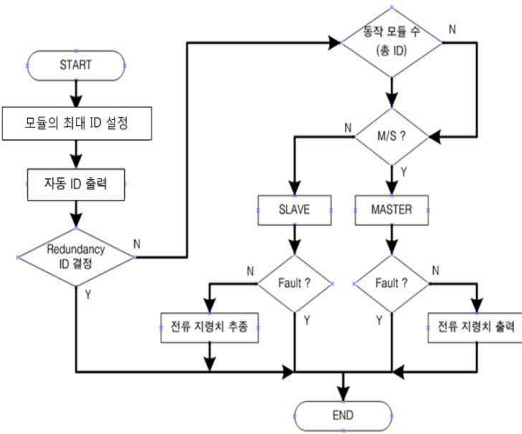 START
모듈의 최대 ID 설정
자동 ID 출력
Redundancy
ID 결정
N
Y
동작 모듈 수
(총 ID)
N
M/S ?
N
Y
SLAVE
MASTER
Fault ?
N
Y
Fault ?
N
Y
전류 지령치 추종
전류 지령치 출력
END